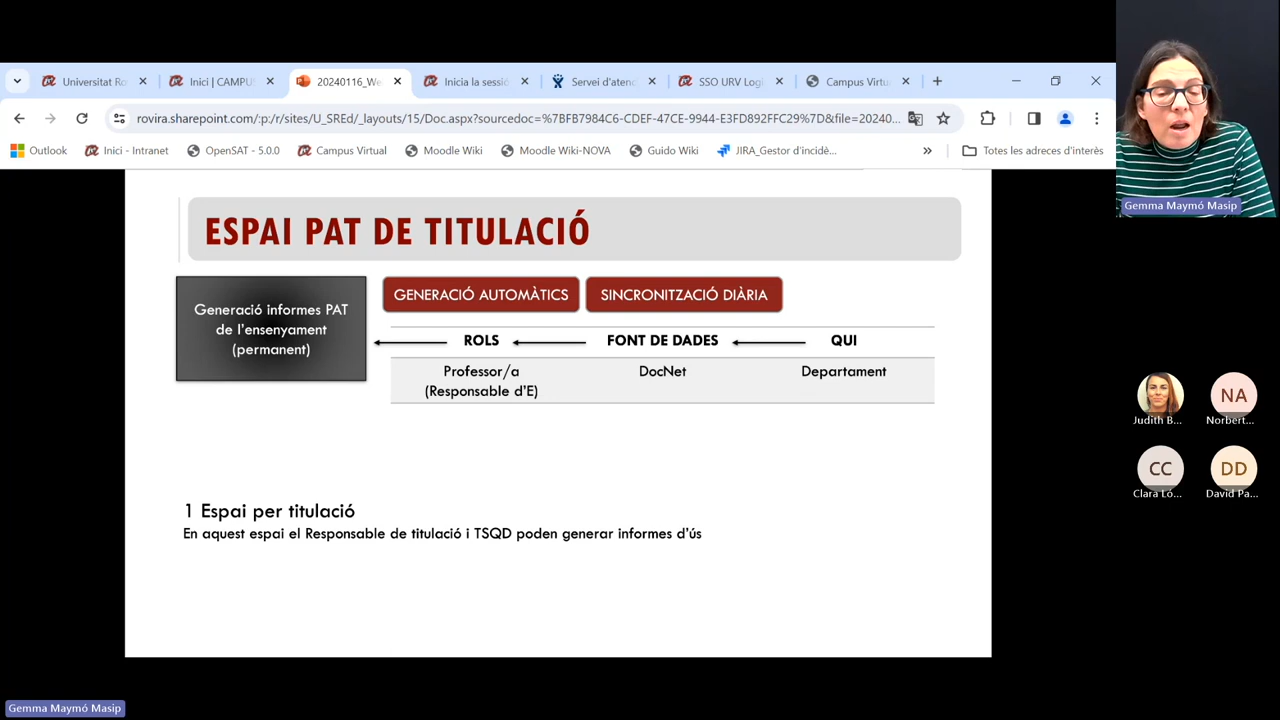 Universitat Ro
Inici | CAMPU
20240116_We
Inicia la sessió
Servei d'atenc
SSO URV Logi
Campus Virtu
rovira.sharepoint.com/:p:/r/sites/U_SREd/_layouts/15/Doc.aspx?sourcedoc=%7BFB7984C6-CDEF-47CE-9944-E3FD892FFC29%7D&file=20240...
Outlook
Inici - Intranet
OpenSAT - 5.0.0
Campus Virtual
Moodle Wiki
Moodle Wiki-NOVA
Guido Wiki
JIRA_Gestor d'incidè...
Totes les adreces d'interès
Gemma Maymó Masip
ESPAI PAT DE TITULACIÓ
Generació informes PAT
de l'ensenyament
(permanent)
GENERACIÓ AUTOMÀTICS
SINCRONITZACIÓ DIÀRIA
ROLS FONT DE DADES QUI
Professor/a DocNet Departament
(Responsable d'E)
1 Espai per titulació
En aquest espai el Responsable de titulació i TSQD poden generar informes d'ús
NA
Judith B... Norbert...
CC DD
Clara Ló... David Pa...
Gemma Maymó Masip